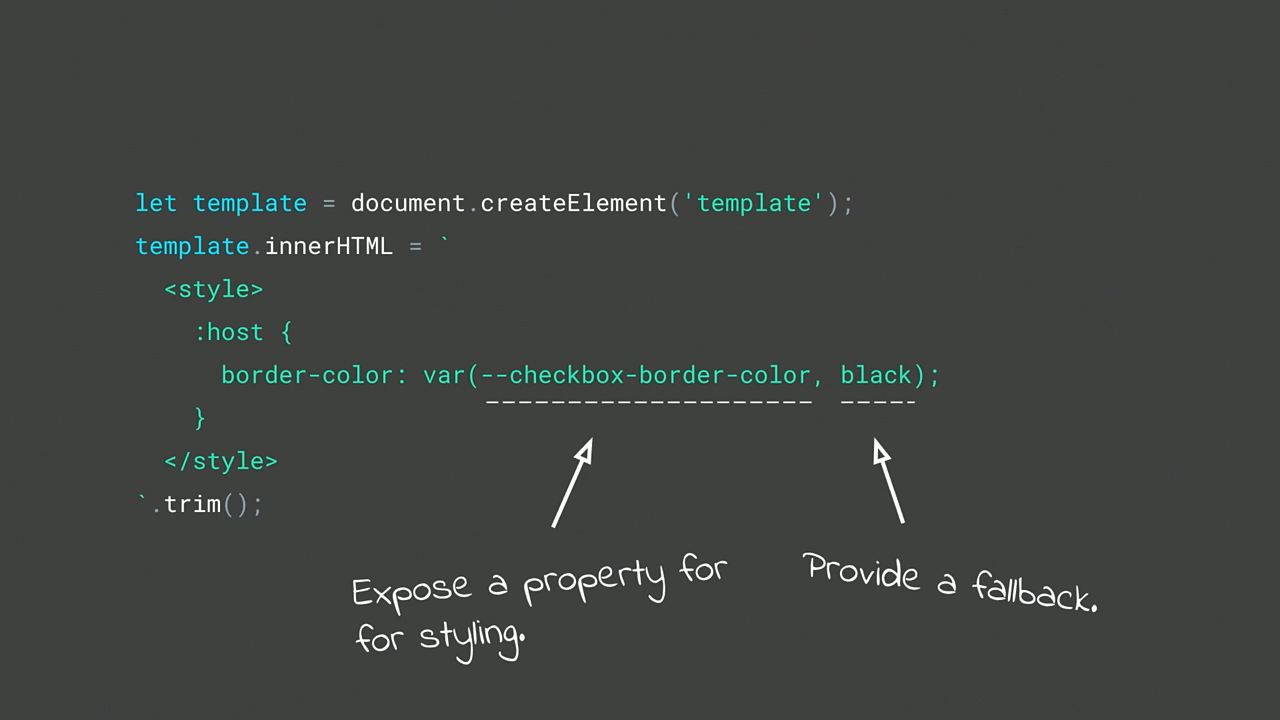 let template = document.createElement('template');
template.innerHTML = `
<style>
:host {
border-color: var(--checkbox-border-color, black);
}
</style>
`.trim();
Expose a property for
for styling.
Provide a fallback.